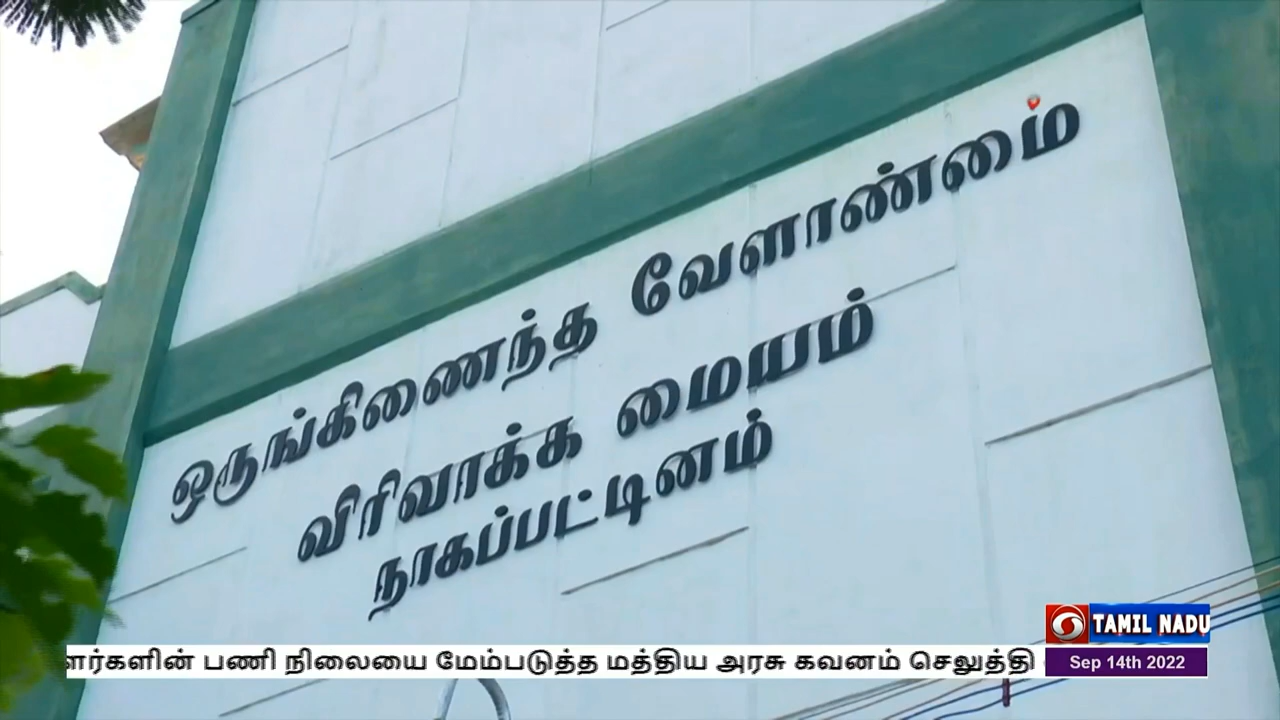 ஒருங்கிணைந்த வேளாண்மை
விரிவாக்க மையம்
நாகப்பட்டினம்
TAMIL NADU
ளர்களின் பணி நிலையை மேம்படுத்த மத்திய அரசு கவனம் செலுத்தி
Sep 14th 2022